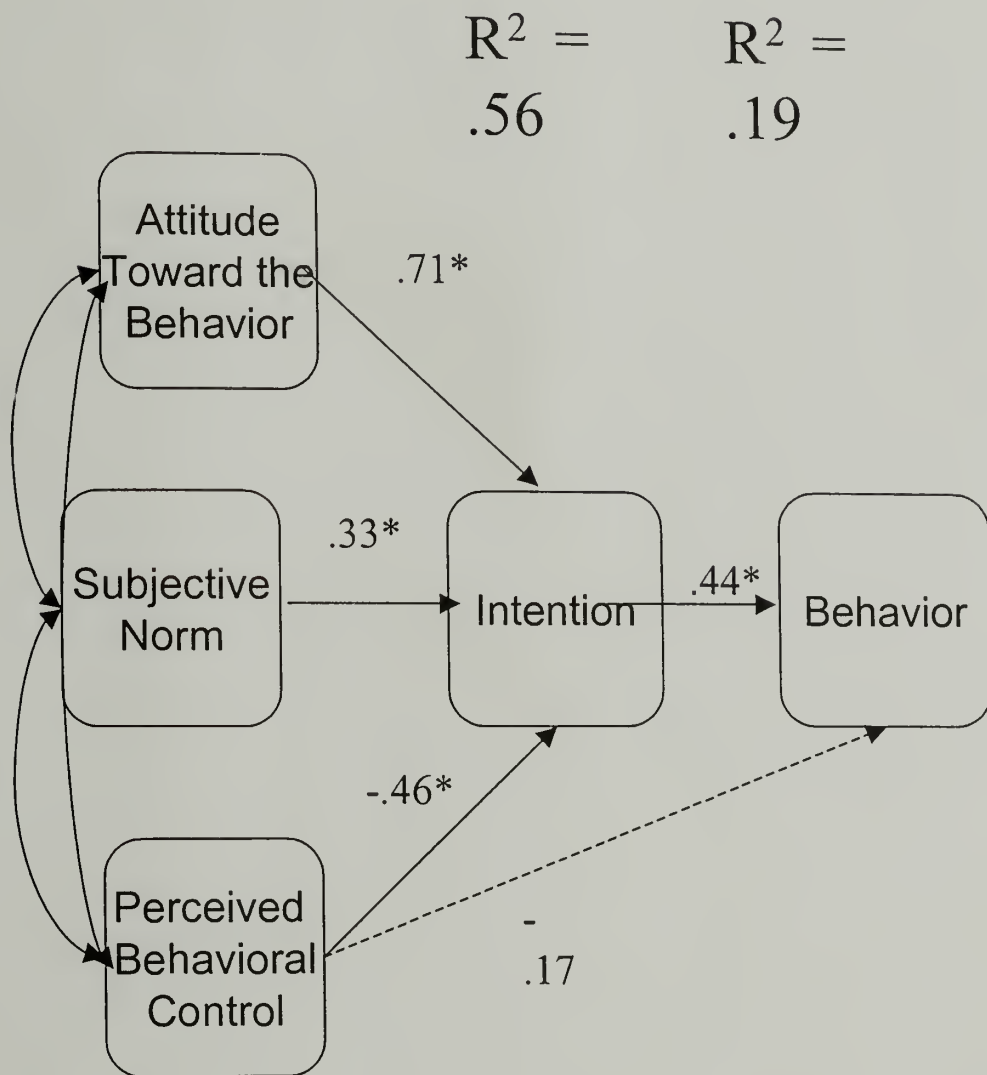 R² =
.56
R² =
.19
Attitude
Toward the
Behavior
.71*
Subjective
Norm
.33*
Intention
.44*
Behavior
-.46*
Perceived
Behavioral
Control
-
.17